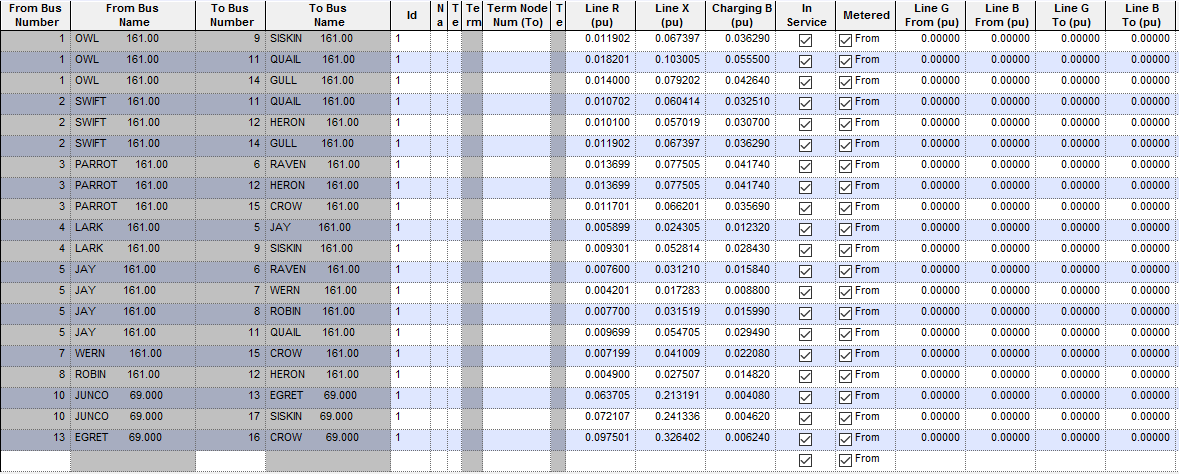 From Bus Number From Bus Name To Bus Number To Bus Name Id Na Te Term Term Node Num (To) Te Line R (pu) Line X (pu) Charging B (pu) In Service Metered Line G From (pu) Line B From (pu) Line G To (pu) Line B To (pu)
1 OWL 161.00 9 SISKIN 161.00 1 0.011902 0.067397 0.036290 From 0.00000 0.00000 0.00000 0.00000
1 OWL 161.00 11 QUAIL 161.00 1 0.018201 0.103005 0.055500 From 0.00000 0.00000 0.00000 0.00000
1 OWL 161.00 14 GULL 161.00 1 0.014000 0.079202 0.042640 From 0.00000 0.00000 0.00000 0.00000
2 SWIFT 161.00 11 QUAIL 161.00 1 0.010702 0.060414 0.032510 From 0.00000 0.00000 0.00000 0.00000
2 SWIFT 161.00 12 HERON 161.00 1 0.010100 0.057019 0.030700 From 0.00000 0.00000 0.00000 0.00000
2 SWIFT 161.00 14 GULL 161.00 1 0.011902 0.067397 0.036290 From 0.00000 0.00000 0.00000 0.00000
3 PARROT 161.00 6 RAVEN 161.00 1 0.013699 0.077505 0.041740 From 0.00000 0.00000 0.00000 0.00000
3 PARROT 161.00 12 HERON 161.00 1 0.013699 0.077505 0.041740 From 0.00000 0.00000 0.00000 0.00000
3 PARROT 161.00 15 CROW 161.00 1 0.011701 0.066201 0.035690 From 0.00000 0.00000 0.00000 0.00000
4 LARK 161.00 5 JAY 161.00 1 0.005899 0.024305 0.012320 From 0.00000 0.00000 0.00000 0.00000
4 LARK 161.00 9 SISKIN 161.00 1 0.009301 0.052814 0.028430 From 0.00000 0.00000 0.00000 0.00000
5 JAY 161.00 6 RAVEN 161.00 1 0.007600 0.031210 0.015840 From 0.00000 0.00000 0.00000 0.00000
5 JAY 161.00 7 WERN 161.00 1 0.004201 0.017283 0.008800 From 0.00000 0.00000 0.00000 0.00000
5 JAY 161.00 8 ROBIN 161.00 1 0.007700 0.031519 0.015990 From 0.00000 0.00000 0.00000 0.00000
5 JAY 161.00 11 QUAIL 161.00 1 0.009699 0.054705 0.029490 From 0.00000 0.00000 0.00000 0.00000
7 WERN 161.00 15 CROW 161.00 1 0.007199 0.041009 0.022080 From 0.00000 0.00000 0.00000 0.00000
8 ROBIN 161.00 12 HERON 161.00 1 0.004900 0.027507 0.014820 From 0.00000 0.00000 0.00000 0.00000
10 JUNCO 69.000 13 EGRET 69.000 1 0.063705 0.213191 0.004080 From 0.00000 0.00000 0.00000 0.00000
10 JUNCO 69.000 17 SISKIN 69.000 1 0.072107 0.241336 0.004620 From 0.00000 0.00000 0.00000 0.00000
13 EGRET 69.000 16 CROW 69.000 1 0.097501 0.326402 0.006240 From 0.00000 0.00000 0.00000 0.00000
From